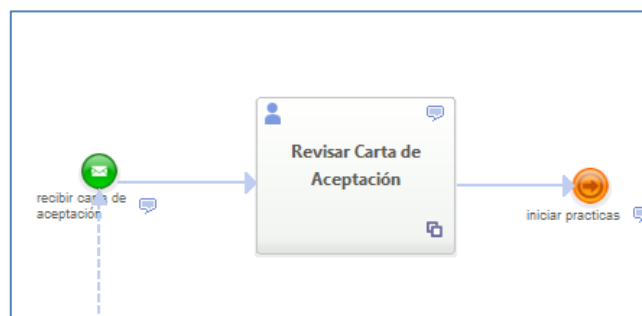 recibir carta de
aceptación
Revisar Carta de
Aceptación
iniciar practicas